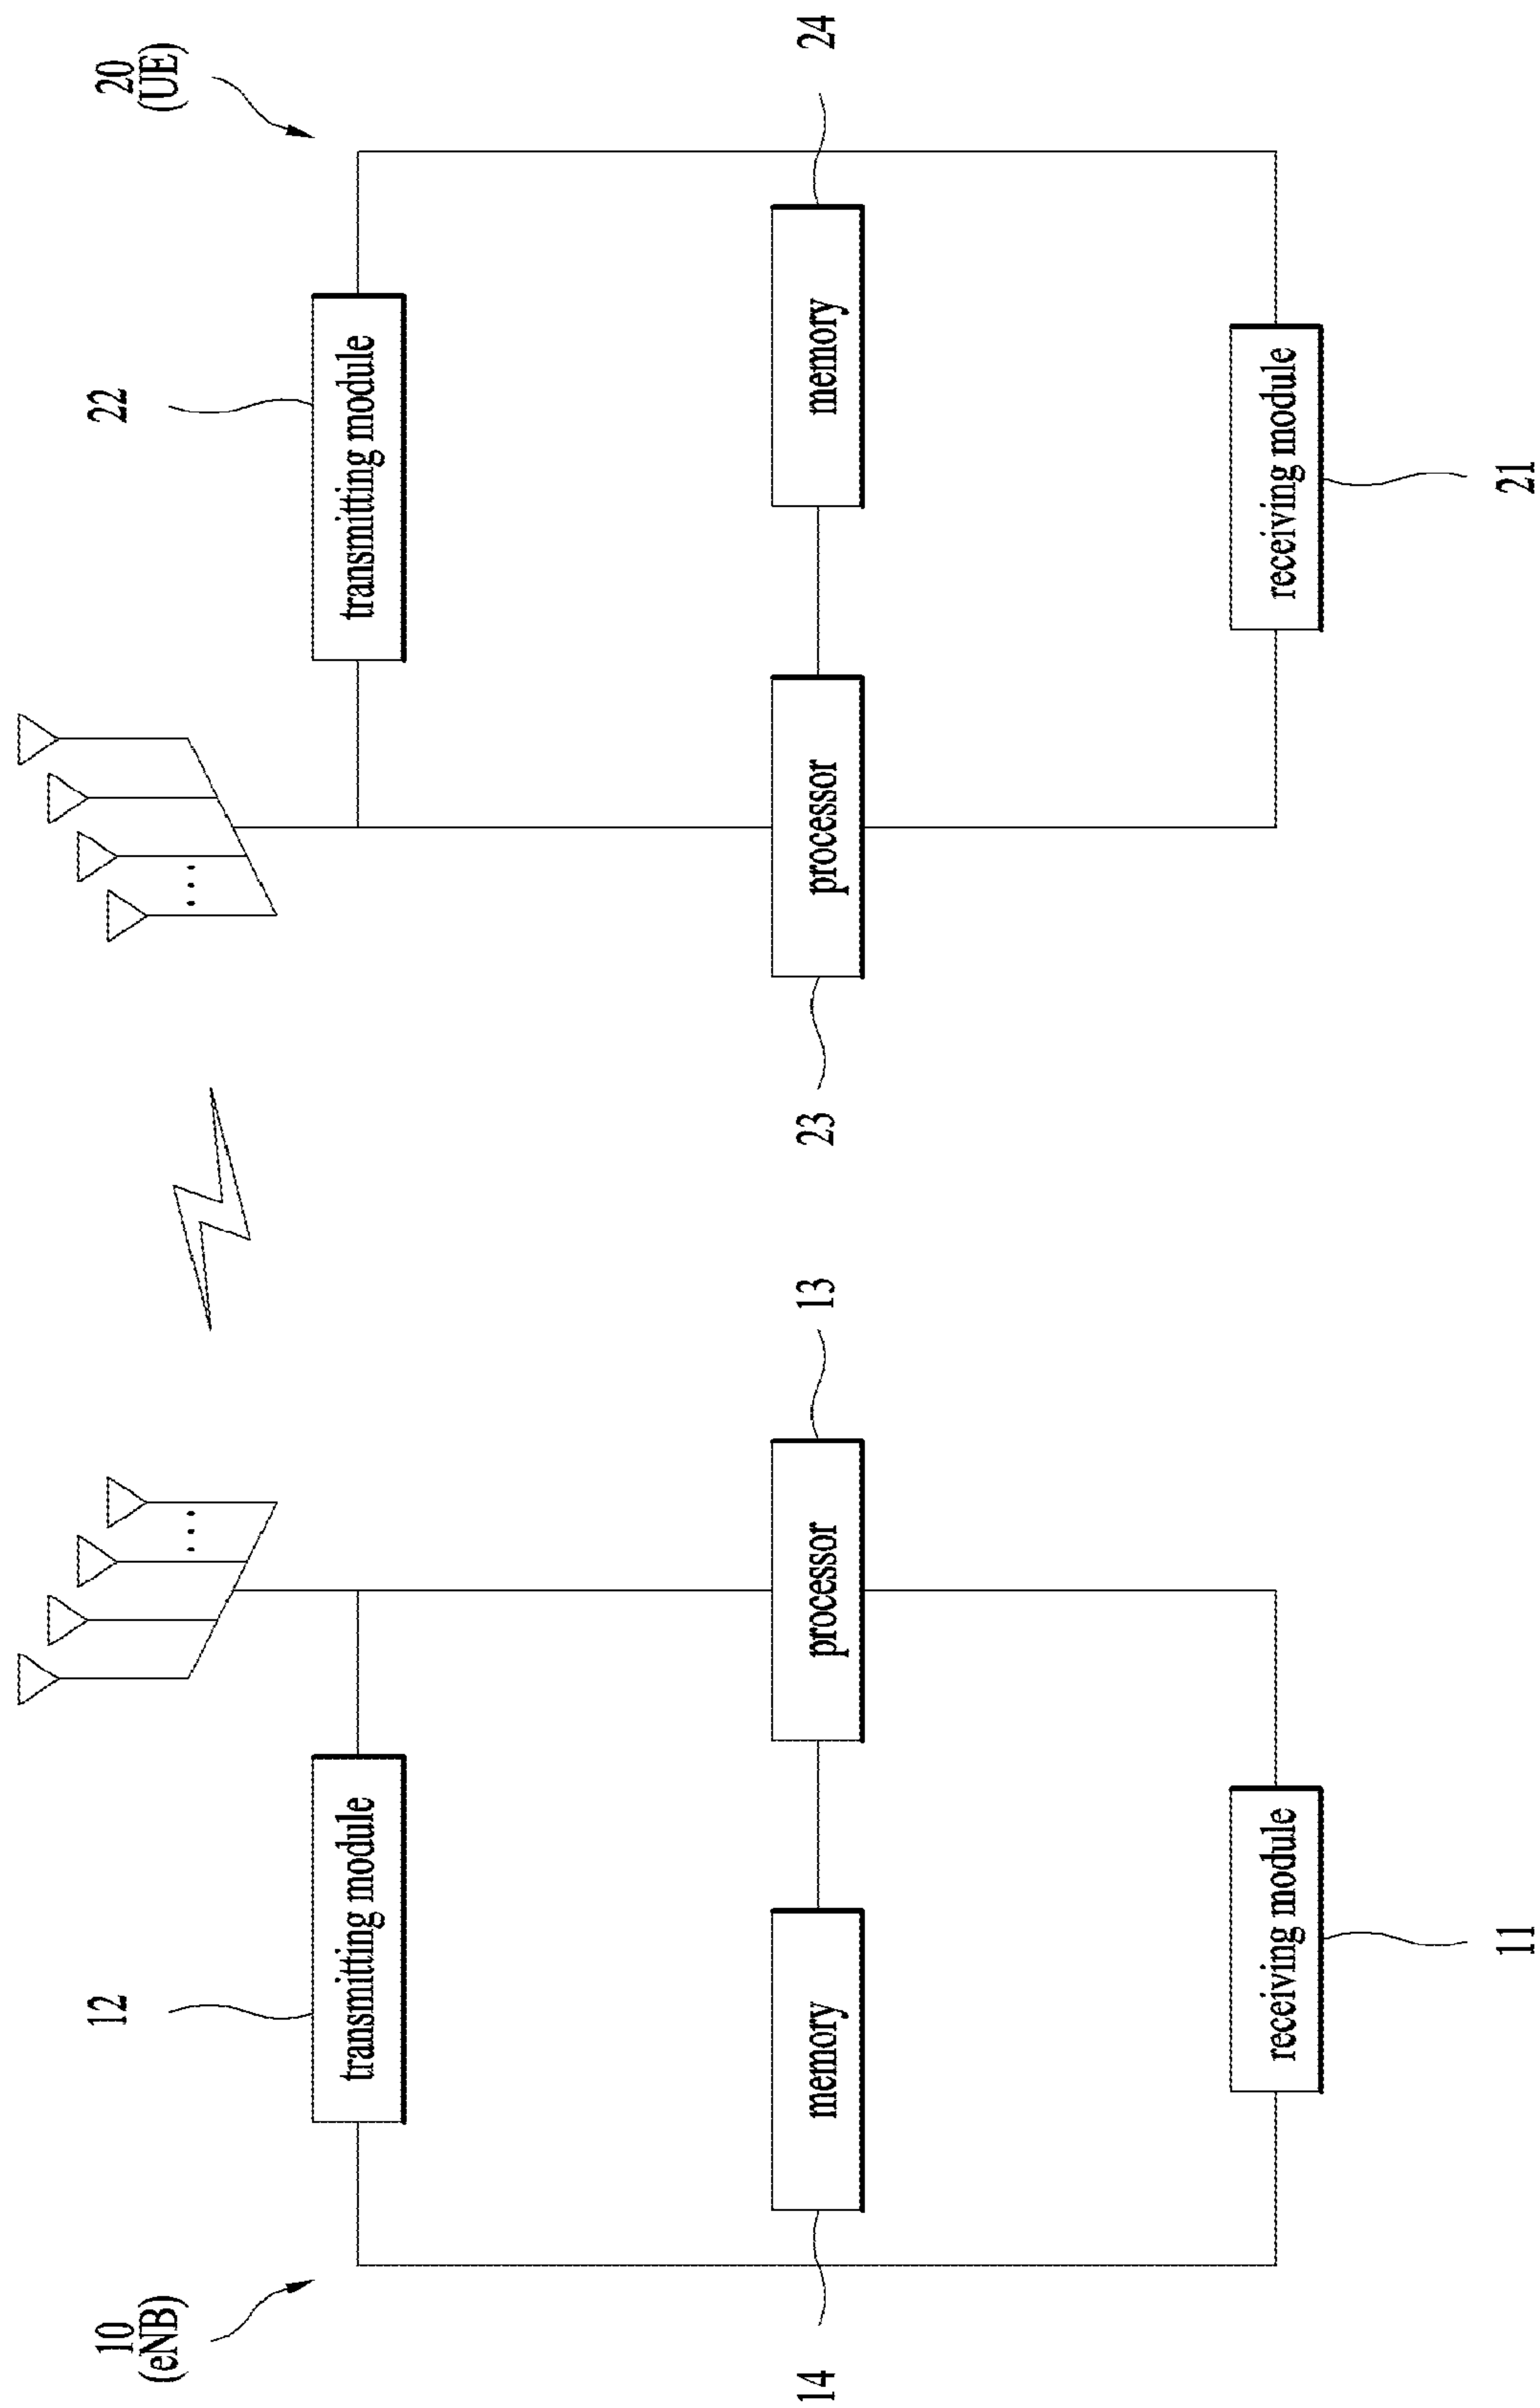 10
(eNB)
12
transmitting module
14
memory
processor
13
receiving module
11
20
(UE)
22
transmitting module
23
processor
memory
24
receiving module
21